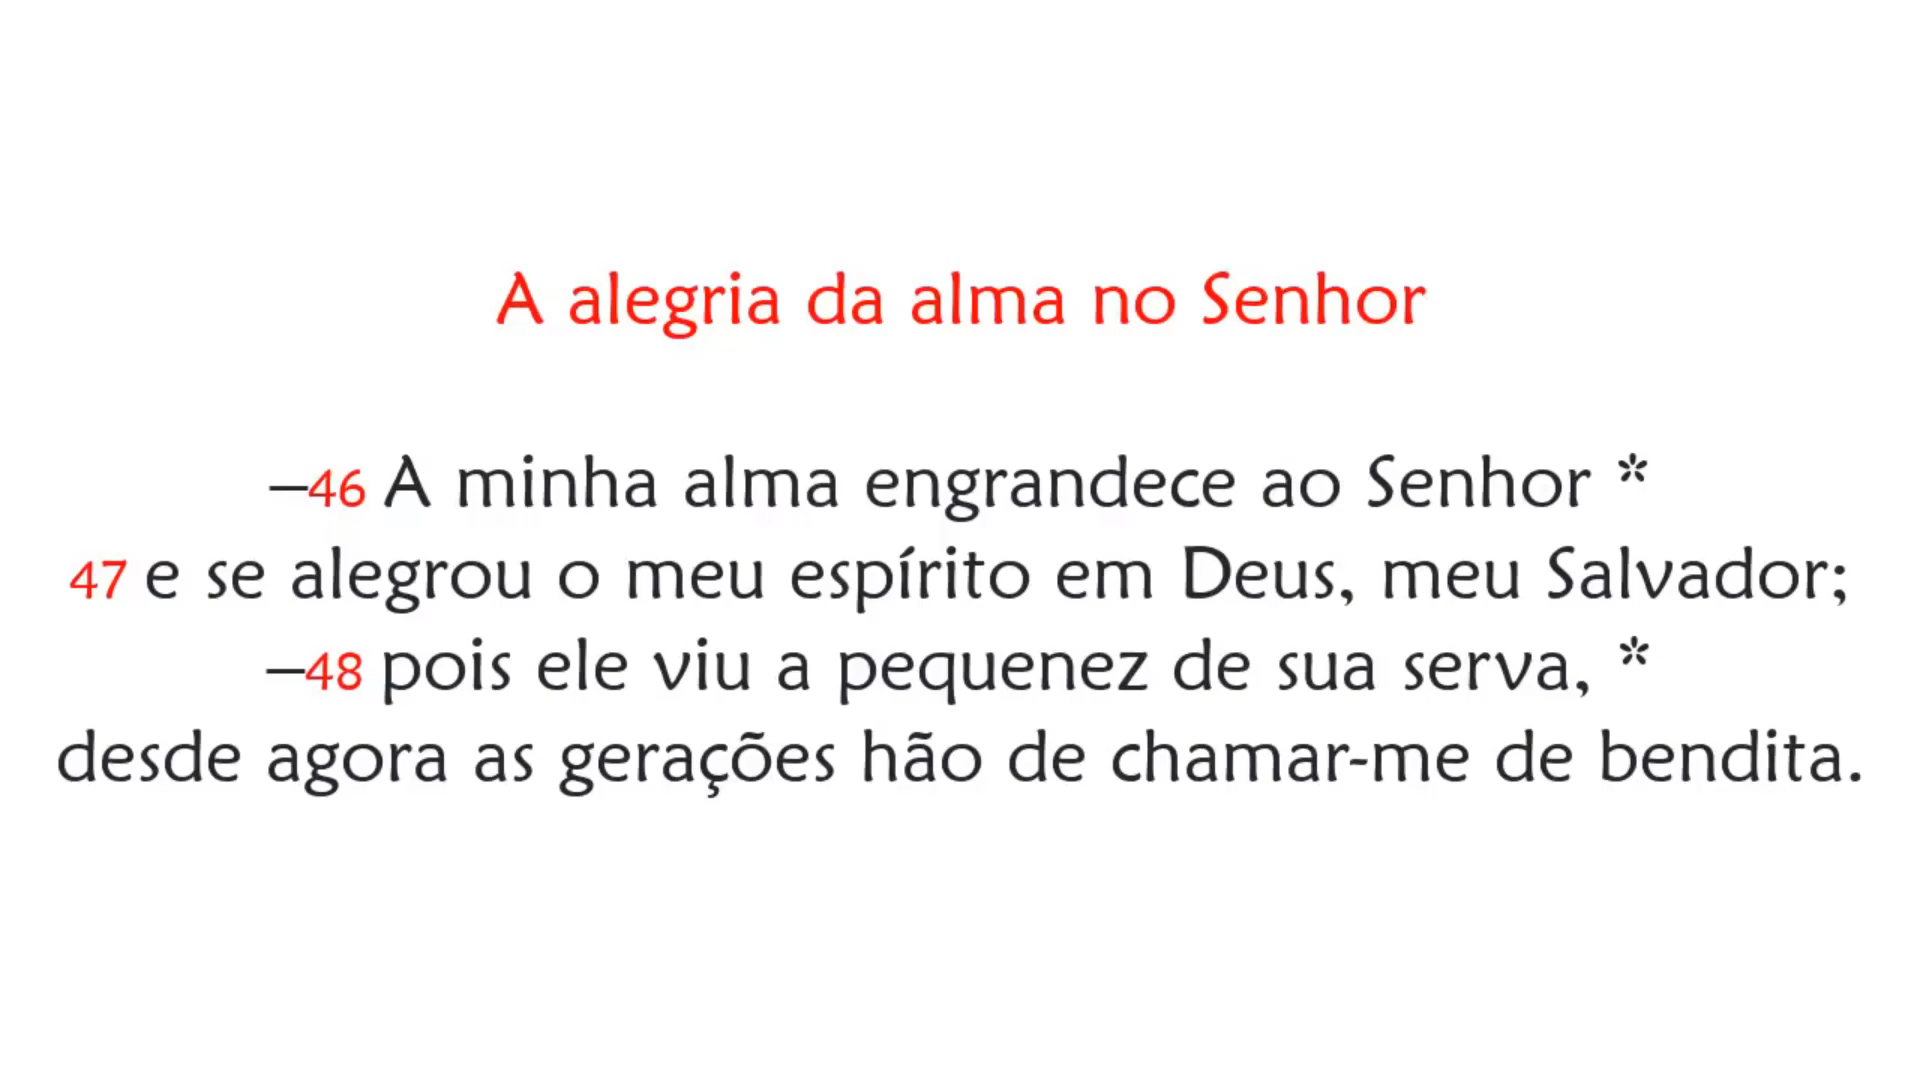 A alegria da alma no Senhor
–46 A minha alma engrandece ao Senhor *
47 e se alegrou o meu espírito em Deus, meu Salvador;
–48 pois ele viu a pequenez de sua serva, *
desde agora as gerações hão de chamar-me de bendita.